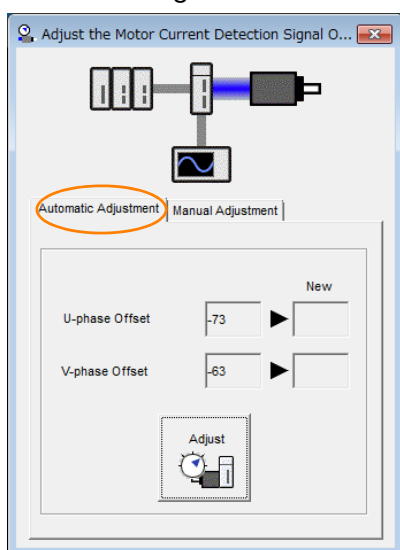 Adjust the Motor Current Detection Signal O...
Automatic Adjustment Manual Adjustment
New
U-phase Offset -73
V-phase Offset -63
Adjust